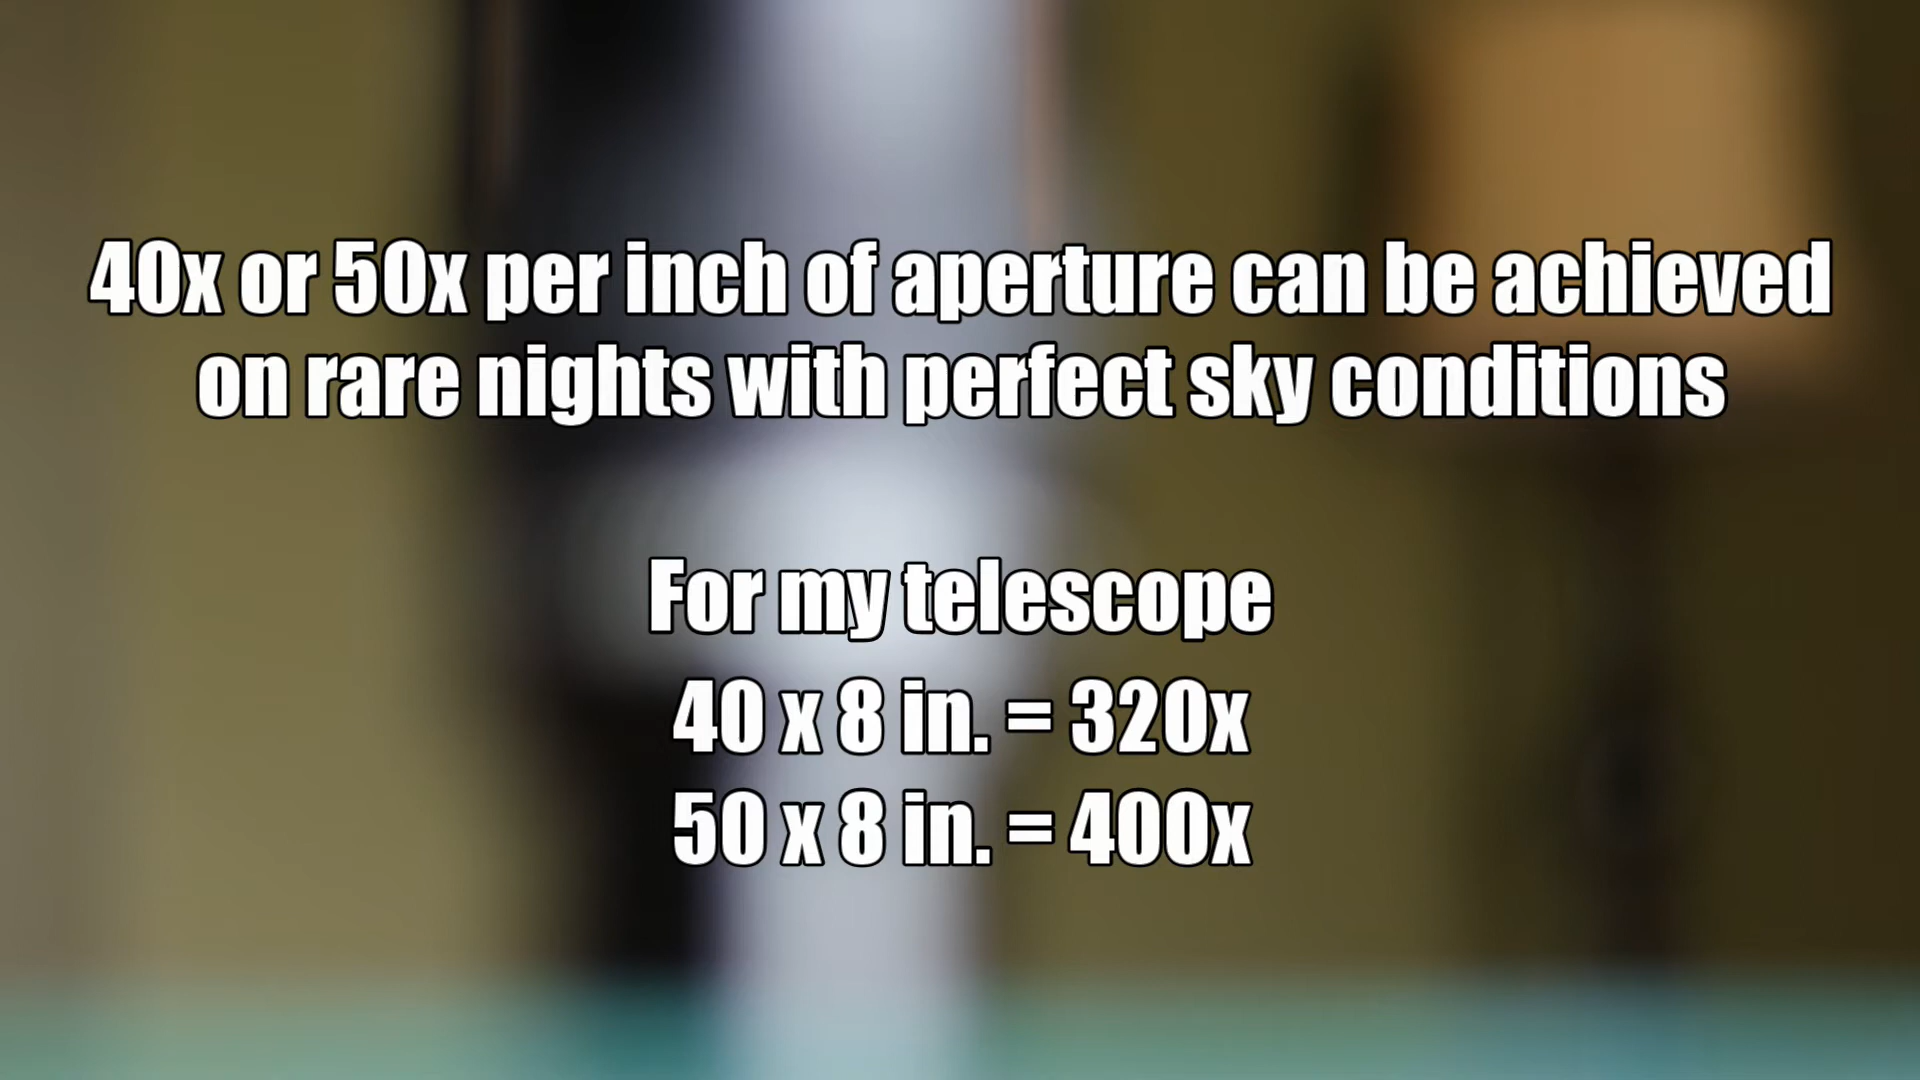 40x or 50x per inch of aperture can be achieved
on rare nights with perfect sky conditions
For my telescope
40 x 8 in. = 320x
50 x 8 in. = 400x